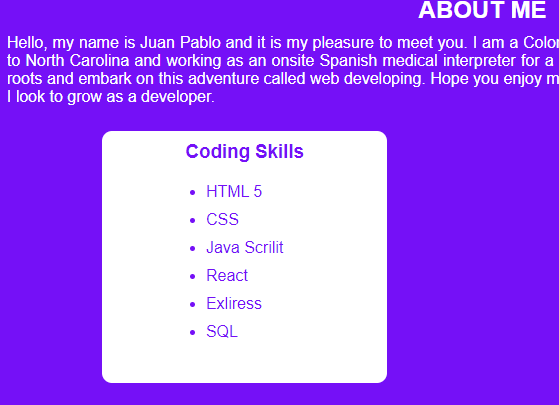 ABOUT ME
Hello, my name is Juan Pablo and it is my pleasure to meet you. I am a Color
to North Carolina and working as an onsite Spanish medical interpreter for a
roots and embark on this adventure called web developing. Hope you enjoy m
I look to grow as a developer.
Coding Skills
HTML 5
CSS
Java Scrilit
React
Exliress
SQL